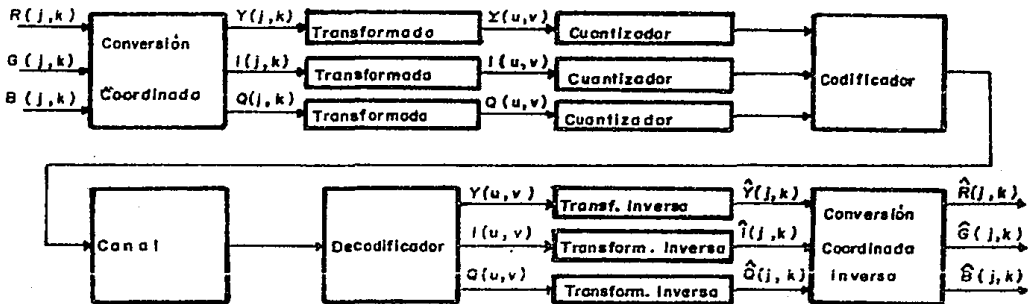 R(j,k)
G(j,k)
B(j,k)
Conversión
Coordinada
Y(j,k)
I(j,k)
Q(j,k)
Transformada
Transformada
Transformada
Y(u,v)
I(u,v)
Q(u,v)
Cuantizador
Cuantizador
Cuantizador
Codificador
Canal
Decodificador
Y(u,v)
I(u,v)
Q(u,v)
Transf. Inversa
Transform. Inversa
Transform. Inversa
Ŷ(j,k)
Î(j,k)
Q̂(j,k)
Conversión
Coordinada
Inversa
R̂(j,k)
Ĝ(j,k)
B̂(j,k)